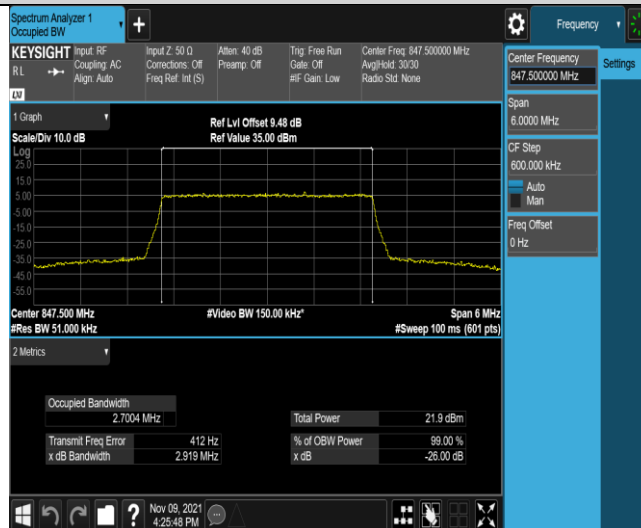 Spectrum Analyzer 1
Occupied BW
Frequency
KEYSIGHT
R L
LXI
Input: RF
Coupling: AC
Align: Auto
Input Z: 50 Ω
Corrections: Off
Freq Ref: Int (S)
Atten: 40 dB
Preamp: Off
Trig: Free Run
Gate: Off
#IF Gain: Low
Center Freq: 847.500000 MHz
Avg|Hold: 30/30
Radio Std: None
Center Frequency
847.500000 MHz
Settings
Span
6.0000 MHz
CF Step
600.000 kHz
Auto
Man
Freq Offset
0 Hz
1 Graph
Scale/Div 10.0 dB
Ref Lvl Offset 9.48 dB
Ref Value 35.00 dBm
Log
25.0
15.0
5.00
-5.00
-15.0
-25.0
-35.0
-45.0
-55.0
Center 847.500 MHz
#Res BW 51.000 kHz
#Video BW 150.00 kHz*
Span 6 MHz
#Sweep 100 ms (601 pts)
2 Metrics
Occupied Bandwidth
2.7004 MHz
Total Power 21.9 dBm
Transmit Freq Error 412 Hz
% of OBW Power 99.00 %
x dB Bandwidth 2.919 MHz
x dB -26.00 dB
?
Nov 09, 2021
4:25:48 PM